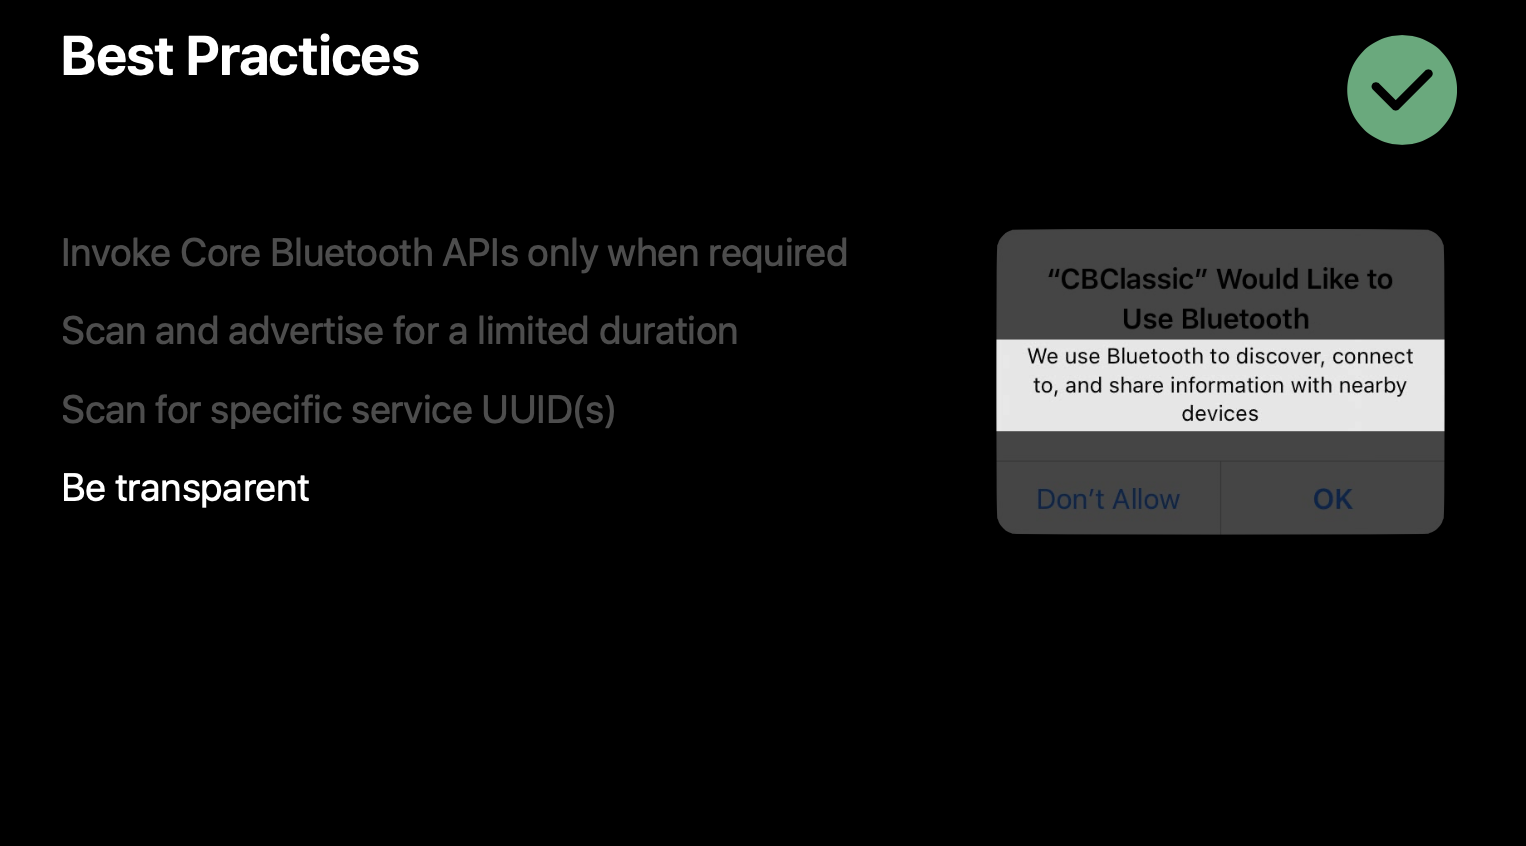 Best Practices
Invoke Core Bluetooth APIs only when required
Scan and advertise for a limited duration
Scan for specific service UUID(s)
Be transparent
“CBClassic” Would Like to
Use Bluetooth
We use Bluetooth to discover, connect
to, and share information with nearby
devices
Don’t Allow
OK